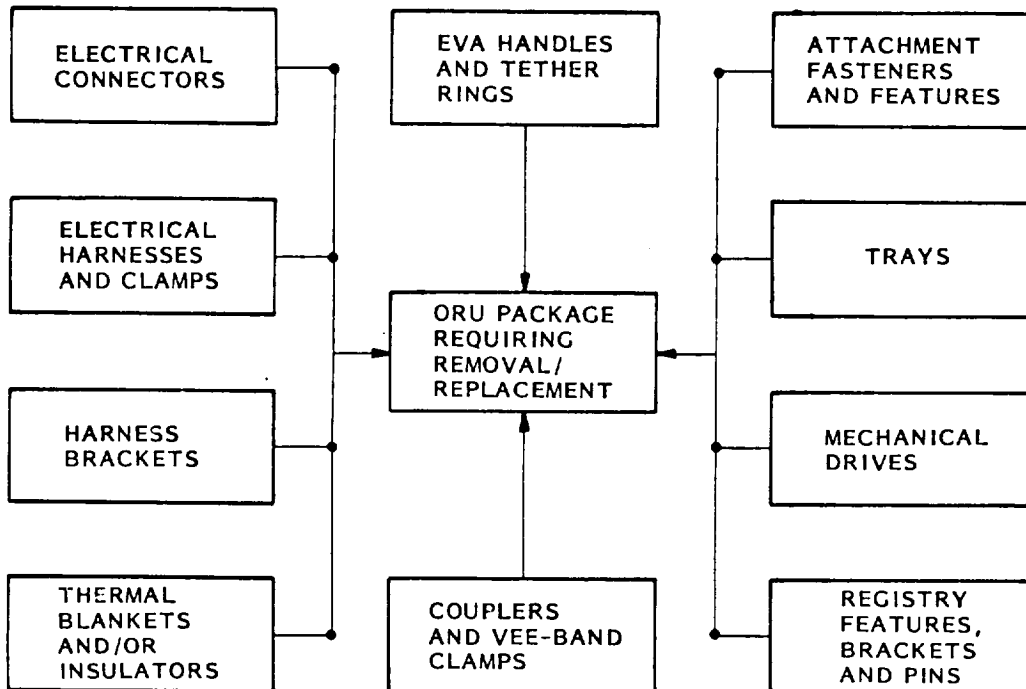 ELECTRICAL
CONNECTORS
EVA HANDLES
AND TETHER
RINGS
ATTACHMENT
FASTENERS
AND FEATURES
ELECTRICAL
HARNESSES
AND CLAMPS
TRAYS
ORU PACKAGE
REQUIRING
REMOVAL/
REPLACEMENT
HARNESS
BRACKETS
MECHANICAL
DRIVES
THERMAL
BLANKETS
AND/OR
INSULATORS
COUPLERS
AND VEE-BAND
CLAMPS
REGISTRY
FEATURES,
BRACKETS
AND PINS